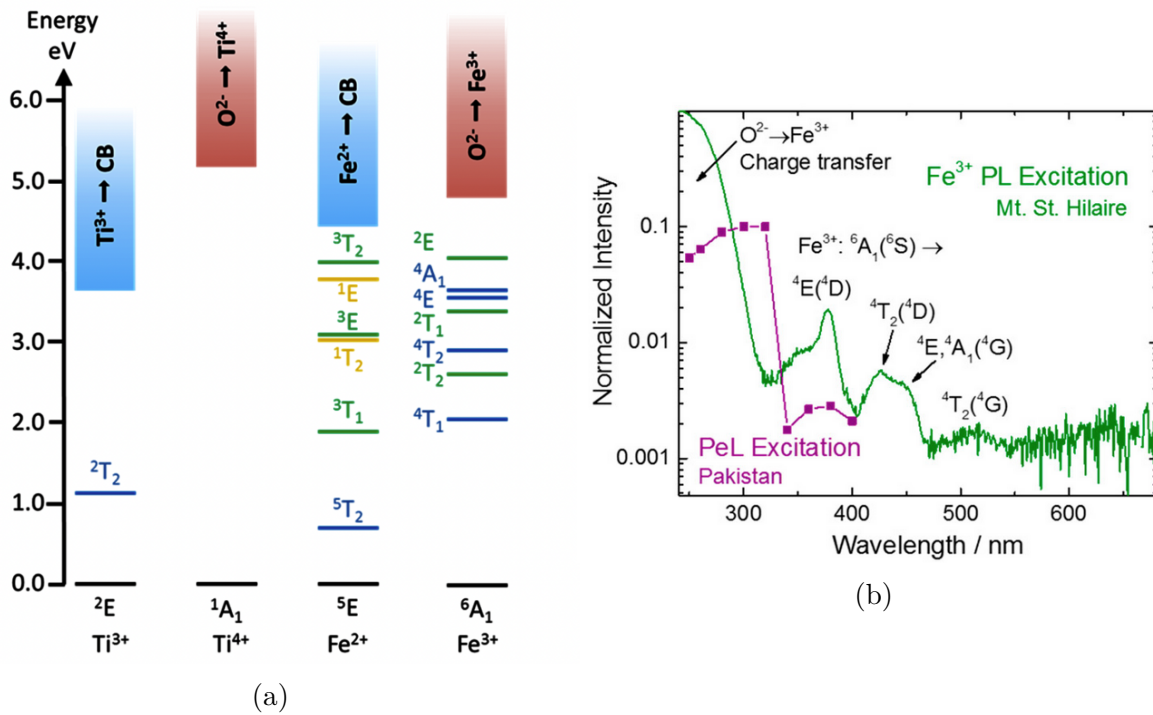 Energy
eV
6.0
5.0
4.0
3.0
2.0
1.0
0.0
Ti³⁺ → CB
²T₂
²E
Ti³⁺
O²⁻ → Ti⁴⁺
¹A₁
Ti⁴⁺
Fe²⁺ → CB
³T₂
¹E
³E
¹T₂
³T₁
⁵T₂
⁵E
Fe²⁺
O²⁻ → Fe³⁺
²E
⁴A₁
⁴E
²T₁
⁴T₂
²T₂
⁴T₁
⁶A₁
Fe³⁺
(a)
Normalized Intensity
1
0.1
0.01
0.001
O²⁻→Fe³⁺
Charge transfer
Fe³⁺ PL Excitation
Mt. St. Hilaire
Fe³⁺: ⁶A₁(⁶S) →
⁴E(⁴D)
⁴T₂(⁴D)
⁴E,⁴A₁(⁴G)
⁴T₂(⁴G)
PeL Excitation
Pakistan
300 400 500 600
Wavelength / nm
(b)